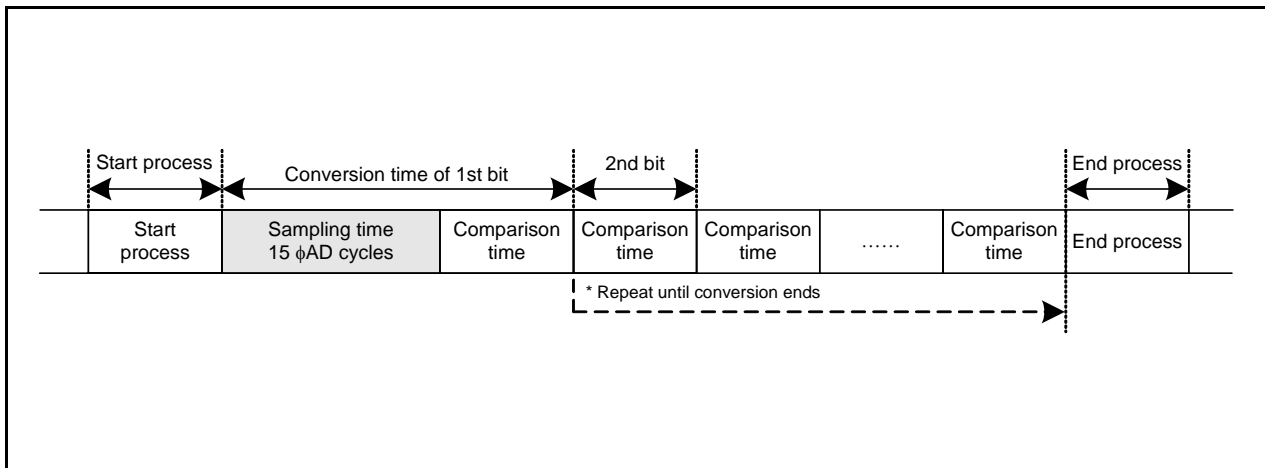 Start process
Conversion time of 1st bit
2nd bit
End process
Start
process
Sampling time
15 ϕAD cycles
Comparison
time
Comparison
time
Comparison
time
......
Comparison
time
End process
* Repeat until conversion ends